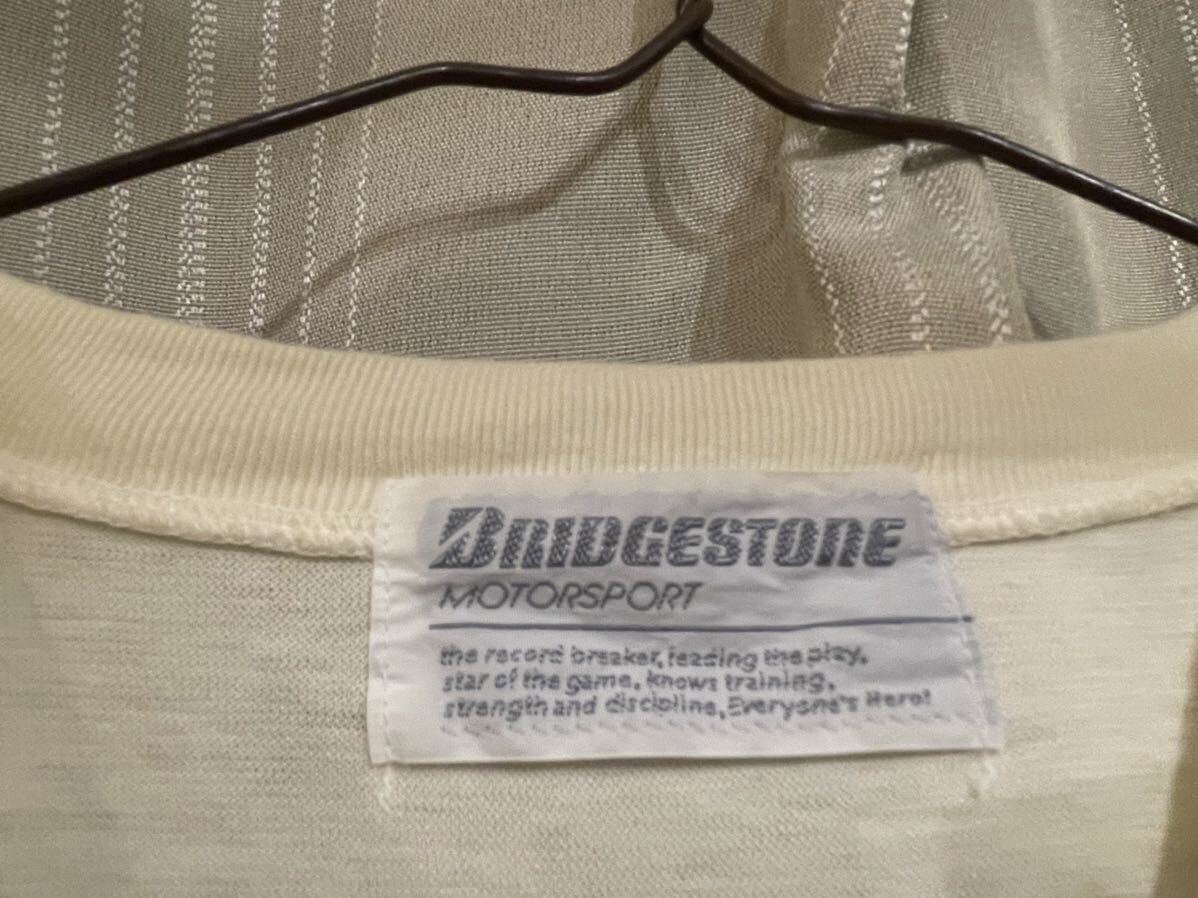 BRIDGESTONE
MOTORSPORT
the record breaker, leading the play.
star of the game. knows training.
strength and discipline, Everyone's Hero!